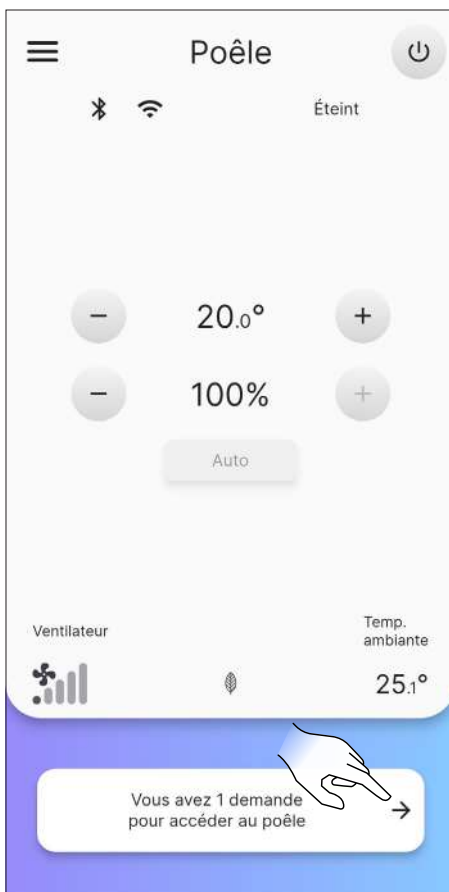 Poêle
Éteint
− 20.0° +
− 100% +
Auto
Ventilateur
Temp.
ambiante
25.1°
Vous avez 1 demande
pour accéder au poêle